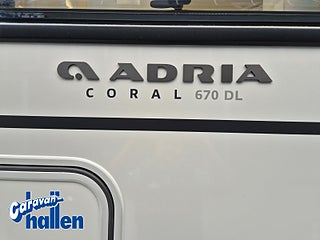 ADRIA
CORAL 670 DL
Caravan
hallen